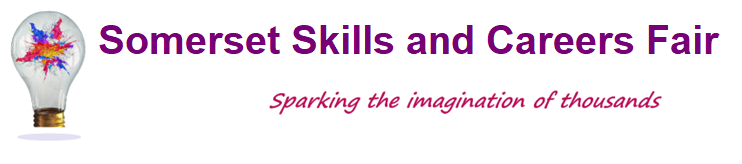 Somerset Skills and Careers Fair
Sparking the imagination of thousands